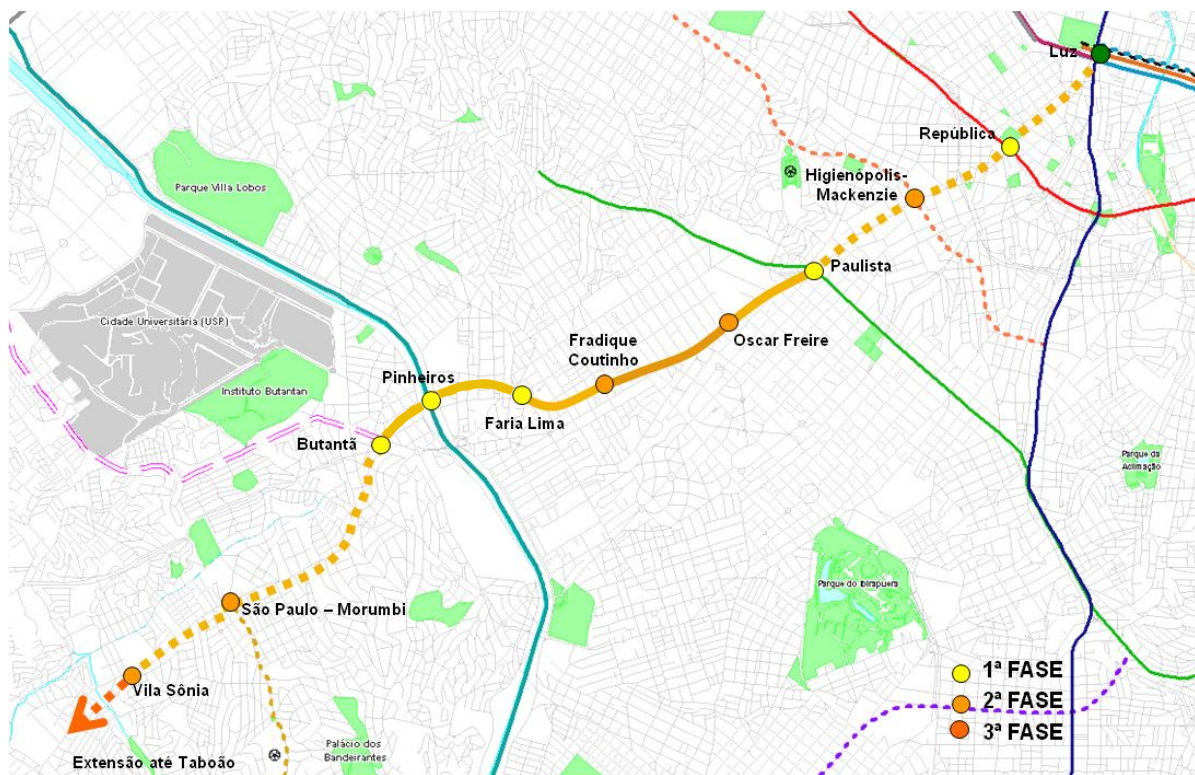 Luz
República
Higienópolis-
Mackenzie
Parque Villa Lobos
Paulista
Cidade Universitária (USP)
Fradique
Coutinho
Oscar Freire
Pinheiros
Instituto Butantan
Faria Lima
Butantã
Parque da
Aclimação
Parque do Ibirapuera
São Paulo – Morumbi
1ª FASE
Vila Sônia
2ª FASE
3ª FASE
Palácio dos
Bandeirantes
Extensão até Taboão